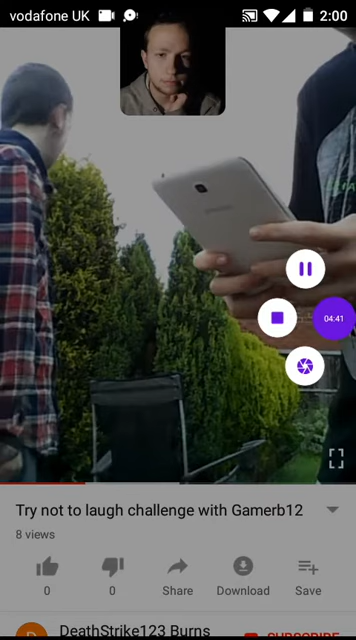 vodafone UK
2:00
04:41
Try not to laugh challenge with Gamerb12
8 views
0
0
Share
Download
Save
D
DeathStrike123 Burns
SUBSCRIBE